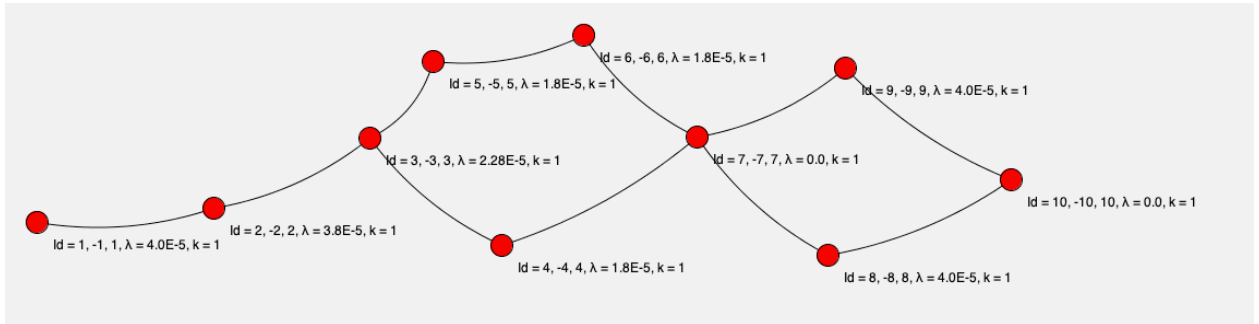 Id = 1, -1, 1, λ = 4.0E-5, k = 1
Id = 2, -2, 2, λ = 3.8E-5, k = 1
Id = 3, -3, 3, λ = 2.28E-5, k = 1
Id = 4, -4, 4, λ = 1.8E-5, k = 1
Id = 5, -5, 5, λ = 1.8E-5, k = 1
Id = 6, -6, 6, λ = 1.8E-5, k = 1
Id = 7, -7, 7, λ = 0.0, k = 1
Id = 8, -8, 8, λ = 4.0E-5, k = 1
Id = 9, -9, 9, λ = 4.0E-5, k = 1
Id = 10, -10, 10, λ = 0.0, k = 1